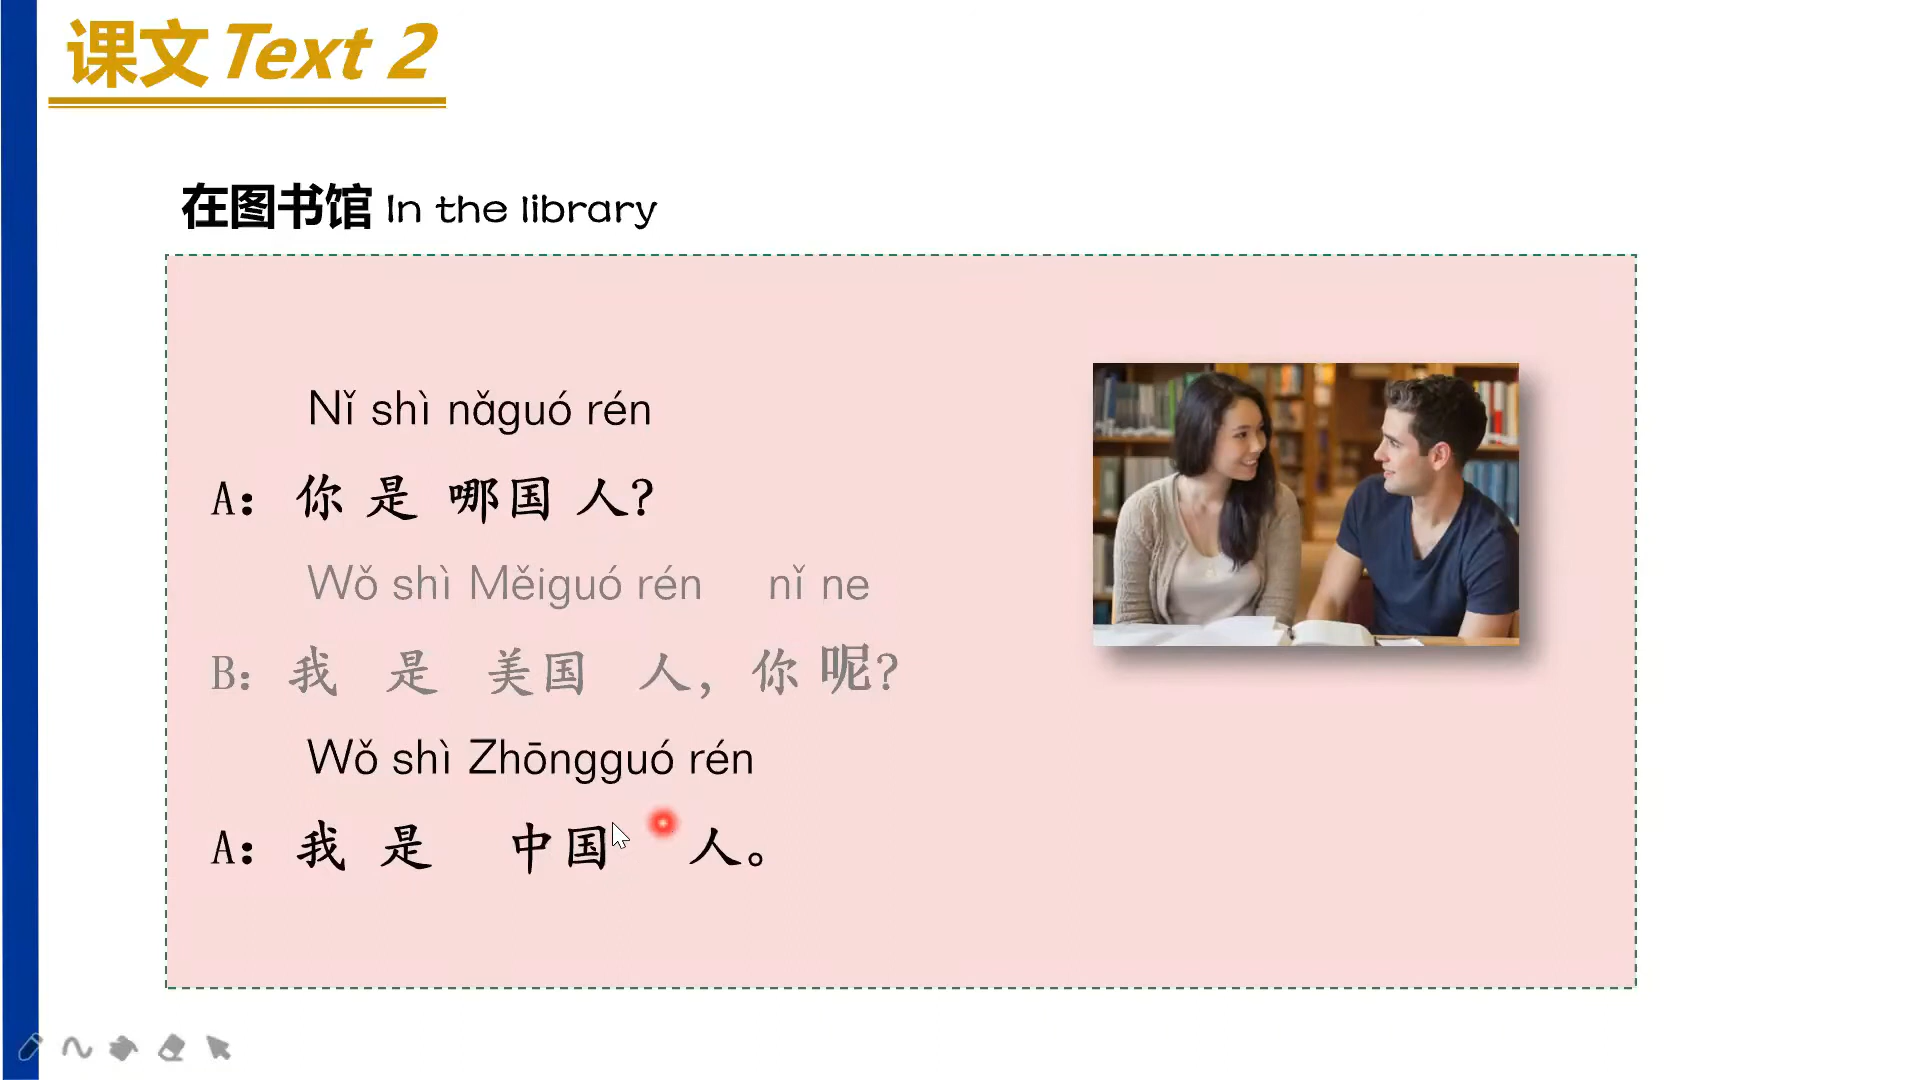 课文 Text 2
在图书馆 In the library
Nǐ shì nǎguó rén
A：你 是 哪国 人？
Wǒ shì Měiguó rén nǐ ne
B：我 是 美国 人，你 呢？
Wǒ shì Zhōngguó rén
A：我 是 中国 人。